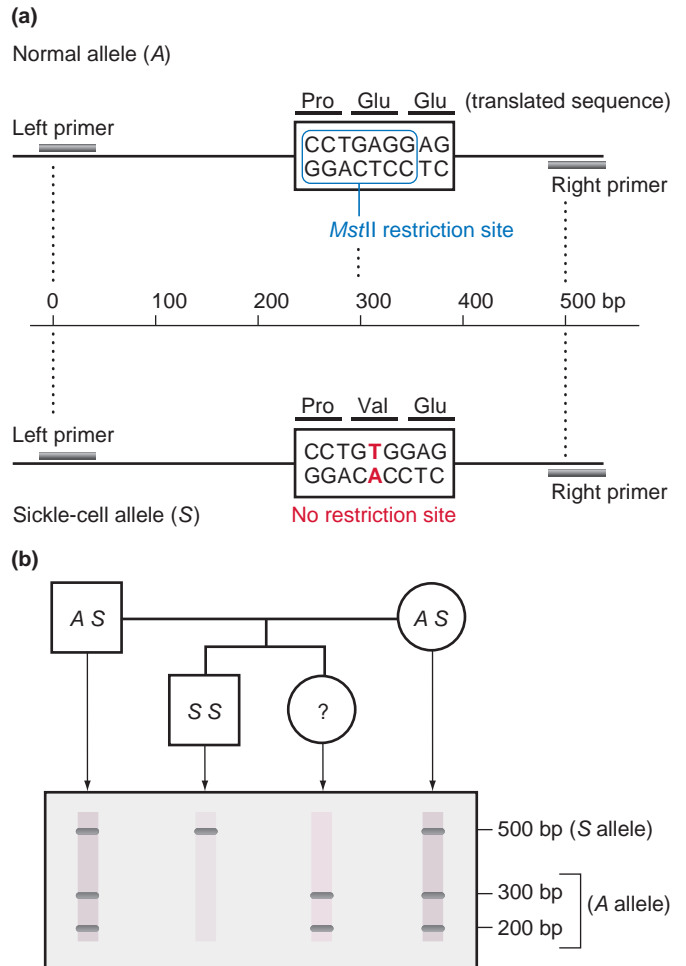 (a)
Normal allele (A)
Pro Glu Glu (translated sequence)
Left primer
CCTGAGGAG
GGACTCCTC
Right primer
MstII restriction site
0 100 200 300 400 500 bp
Pro Val Glu
Left primer
CCTGTGGAG
GGACACCTC
Right primer
Sickle-cell allele (S) No restriction site
(b)
A S A S
S S ?
500 bp (S allele)
300 bp
(A allele)
200 bp